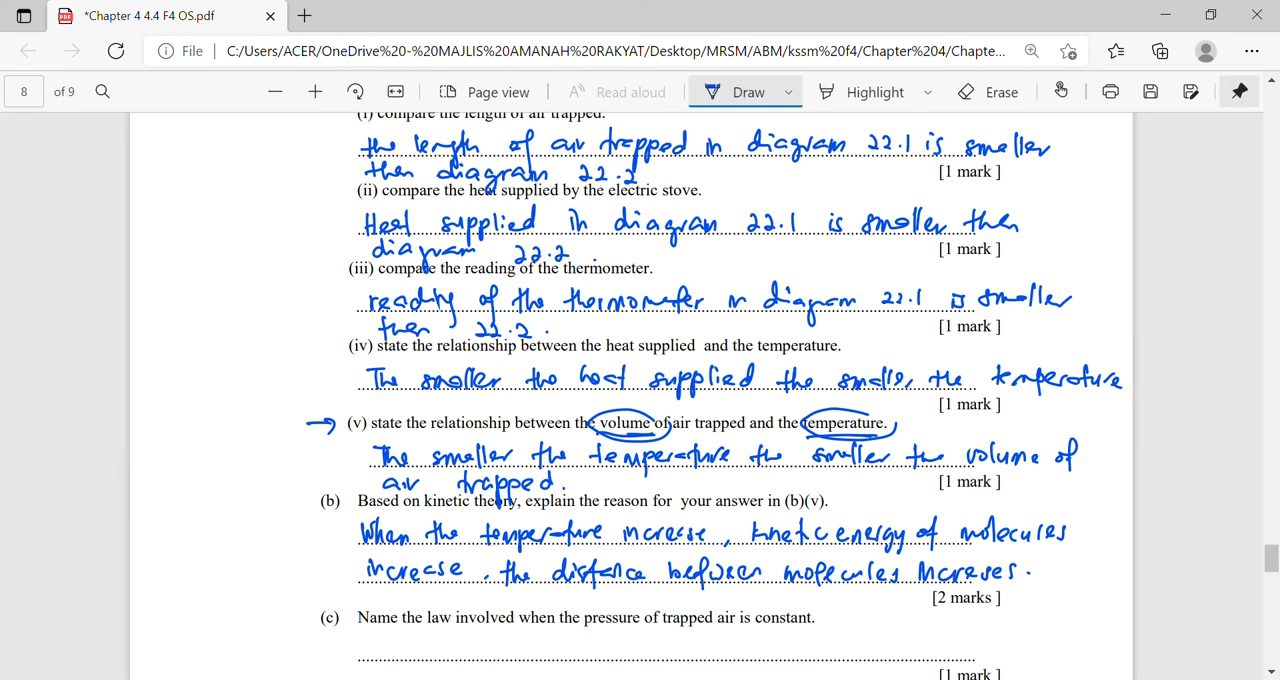 *Chapter 4 4.4 F4 OS.pdf
File C:/Users/ACER/OneDrive%20-%20MAJLIS%20AMANAH%20RAKYAT/Desktop/MRSM/ABM/kssm%20f4/Chapter%204/Chapte...
8 of 9 Page view Read aloud Draw Highlight Erase
(i) compare the length of air trapped.
the length of air trapped in diagram 22.1 is smaller
then diagram 22.2
[1 mark ]
(ii) compare the heat supplied by the electric stove.
Heat supplied in diagram 22.1 is smaller then
diagram 22.2.
[1 mark ]
(iii) compare the reading of the thermometer.
reading of the thermometer in diagram 22.1 is smaller
then 22.2.
[1 mark ]
(iv) state the relationship between the heat supplied and the temperature.
The smaller the heat supplied the smaller the temperature
[1 mark ]
→ (v) state the relationship between the volume of air trapped and the temperature.
The smaller the temperature the smaller the volume of
air trapped.
[1 mark ]
(b) Based on kinetic theory, explain the reason for your answer in (b)(v).
When the temperature increase, kinetic energy of molecules
increase, the distance between molecules increases.
[2 marks ]
(c) Name the law involved when the pressure of trapped air is constant.
[1 mark ]